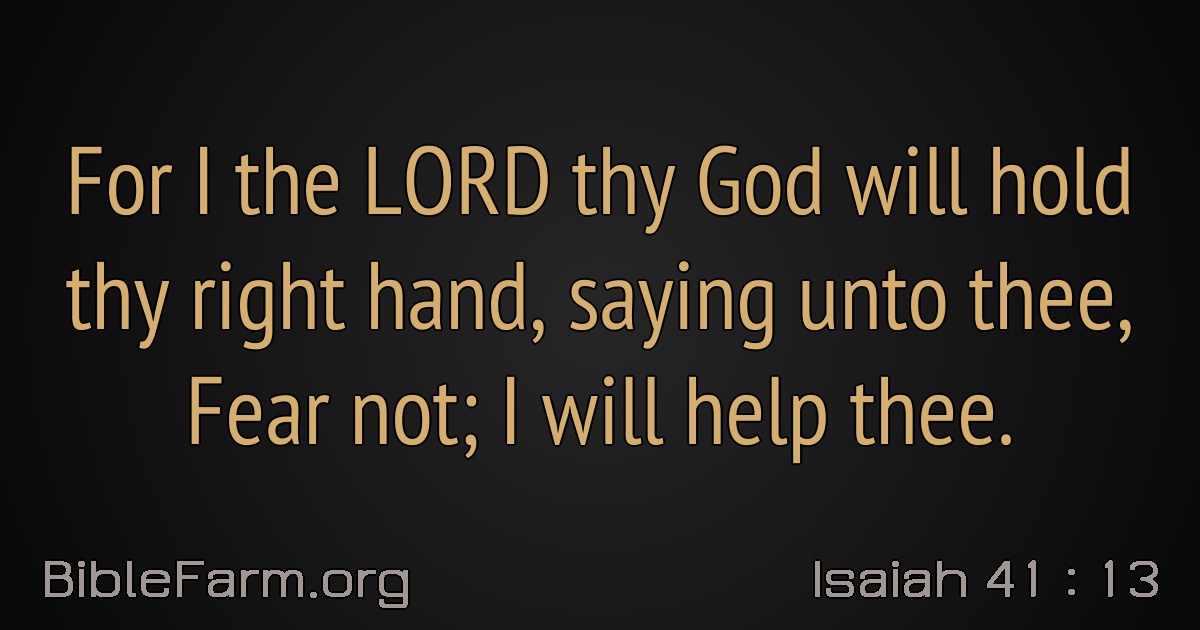 For I the LORD thy God will hold
thy right hand, saying unto thee,
Fear not; I will help thee.
BibleFarm.org
Isaiah 41 : 13